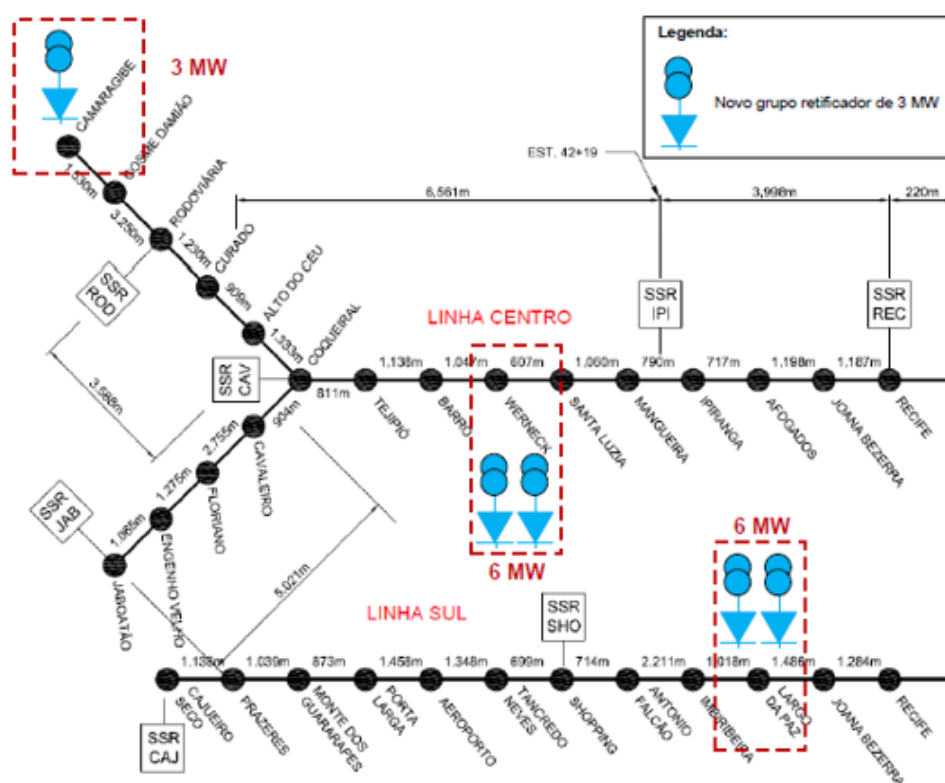 Legenda:
Novo grupo retificador de 3 MW
3 MW
CAMARAGIBE
1.530m
COSME DAMIÃO
3.250m
RODOVIÁRIA
1.230m
CURADO
909m
ALTO DO CÉU
1.333m
COQUEIRAL
SSR
ROD
3.588m
SSR
CAV
EST. 42+19
6,561m
3,998m
220m
SSR
IPI
SSR
REC
LINHA CENTRO
811m
1,138m
1,047m
607m
1,060m
790m
717m
1,198m
1,187m
TEJIPIÓ
BARRO
WERNECK
SANTA LUZIA
MANGUEIRA
IPIRANGA
AFOGADOS
JOANA BEZERRA
RECIFE
904m
CAVALEIRO
2.755m
FLORIANO
1.275m
ENGENHO VELHO
1.065m
JABOATÃO
SSR
JAB
5.021m
6 MW
6 MW
LINHA SUL
SSR
SHO
1.138m
1.039m
873m
1.458m
1.348m
699m
714m
2.211m
1.018m
1.486m
1.284m
CAJUEIRO
SECO
PRAZERES
MONTE DOS
GUARARAPES
PORTA
LARGA
AEROPORTO
TANCREDO
NEVES
SHOPPING
ANTONIO
FALCÃO
IMBIRIBEIRA
LARGO
DA PAZ
JOANA BEZERRA
RECIFE
SSR
CAJ